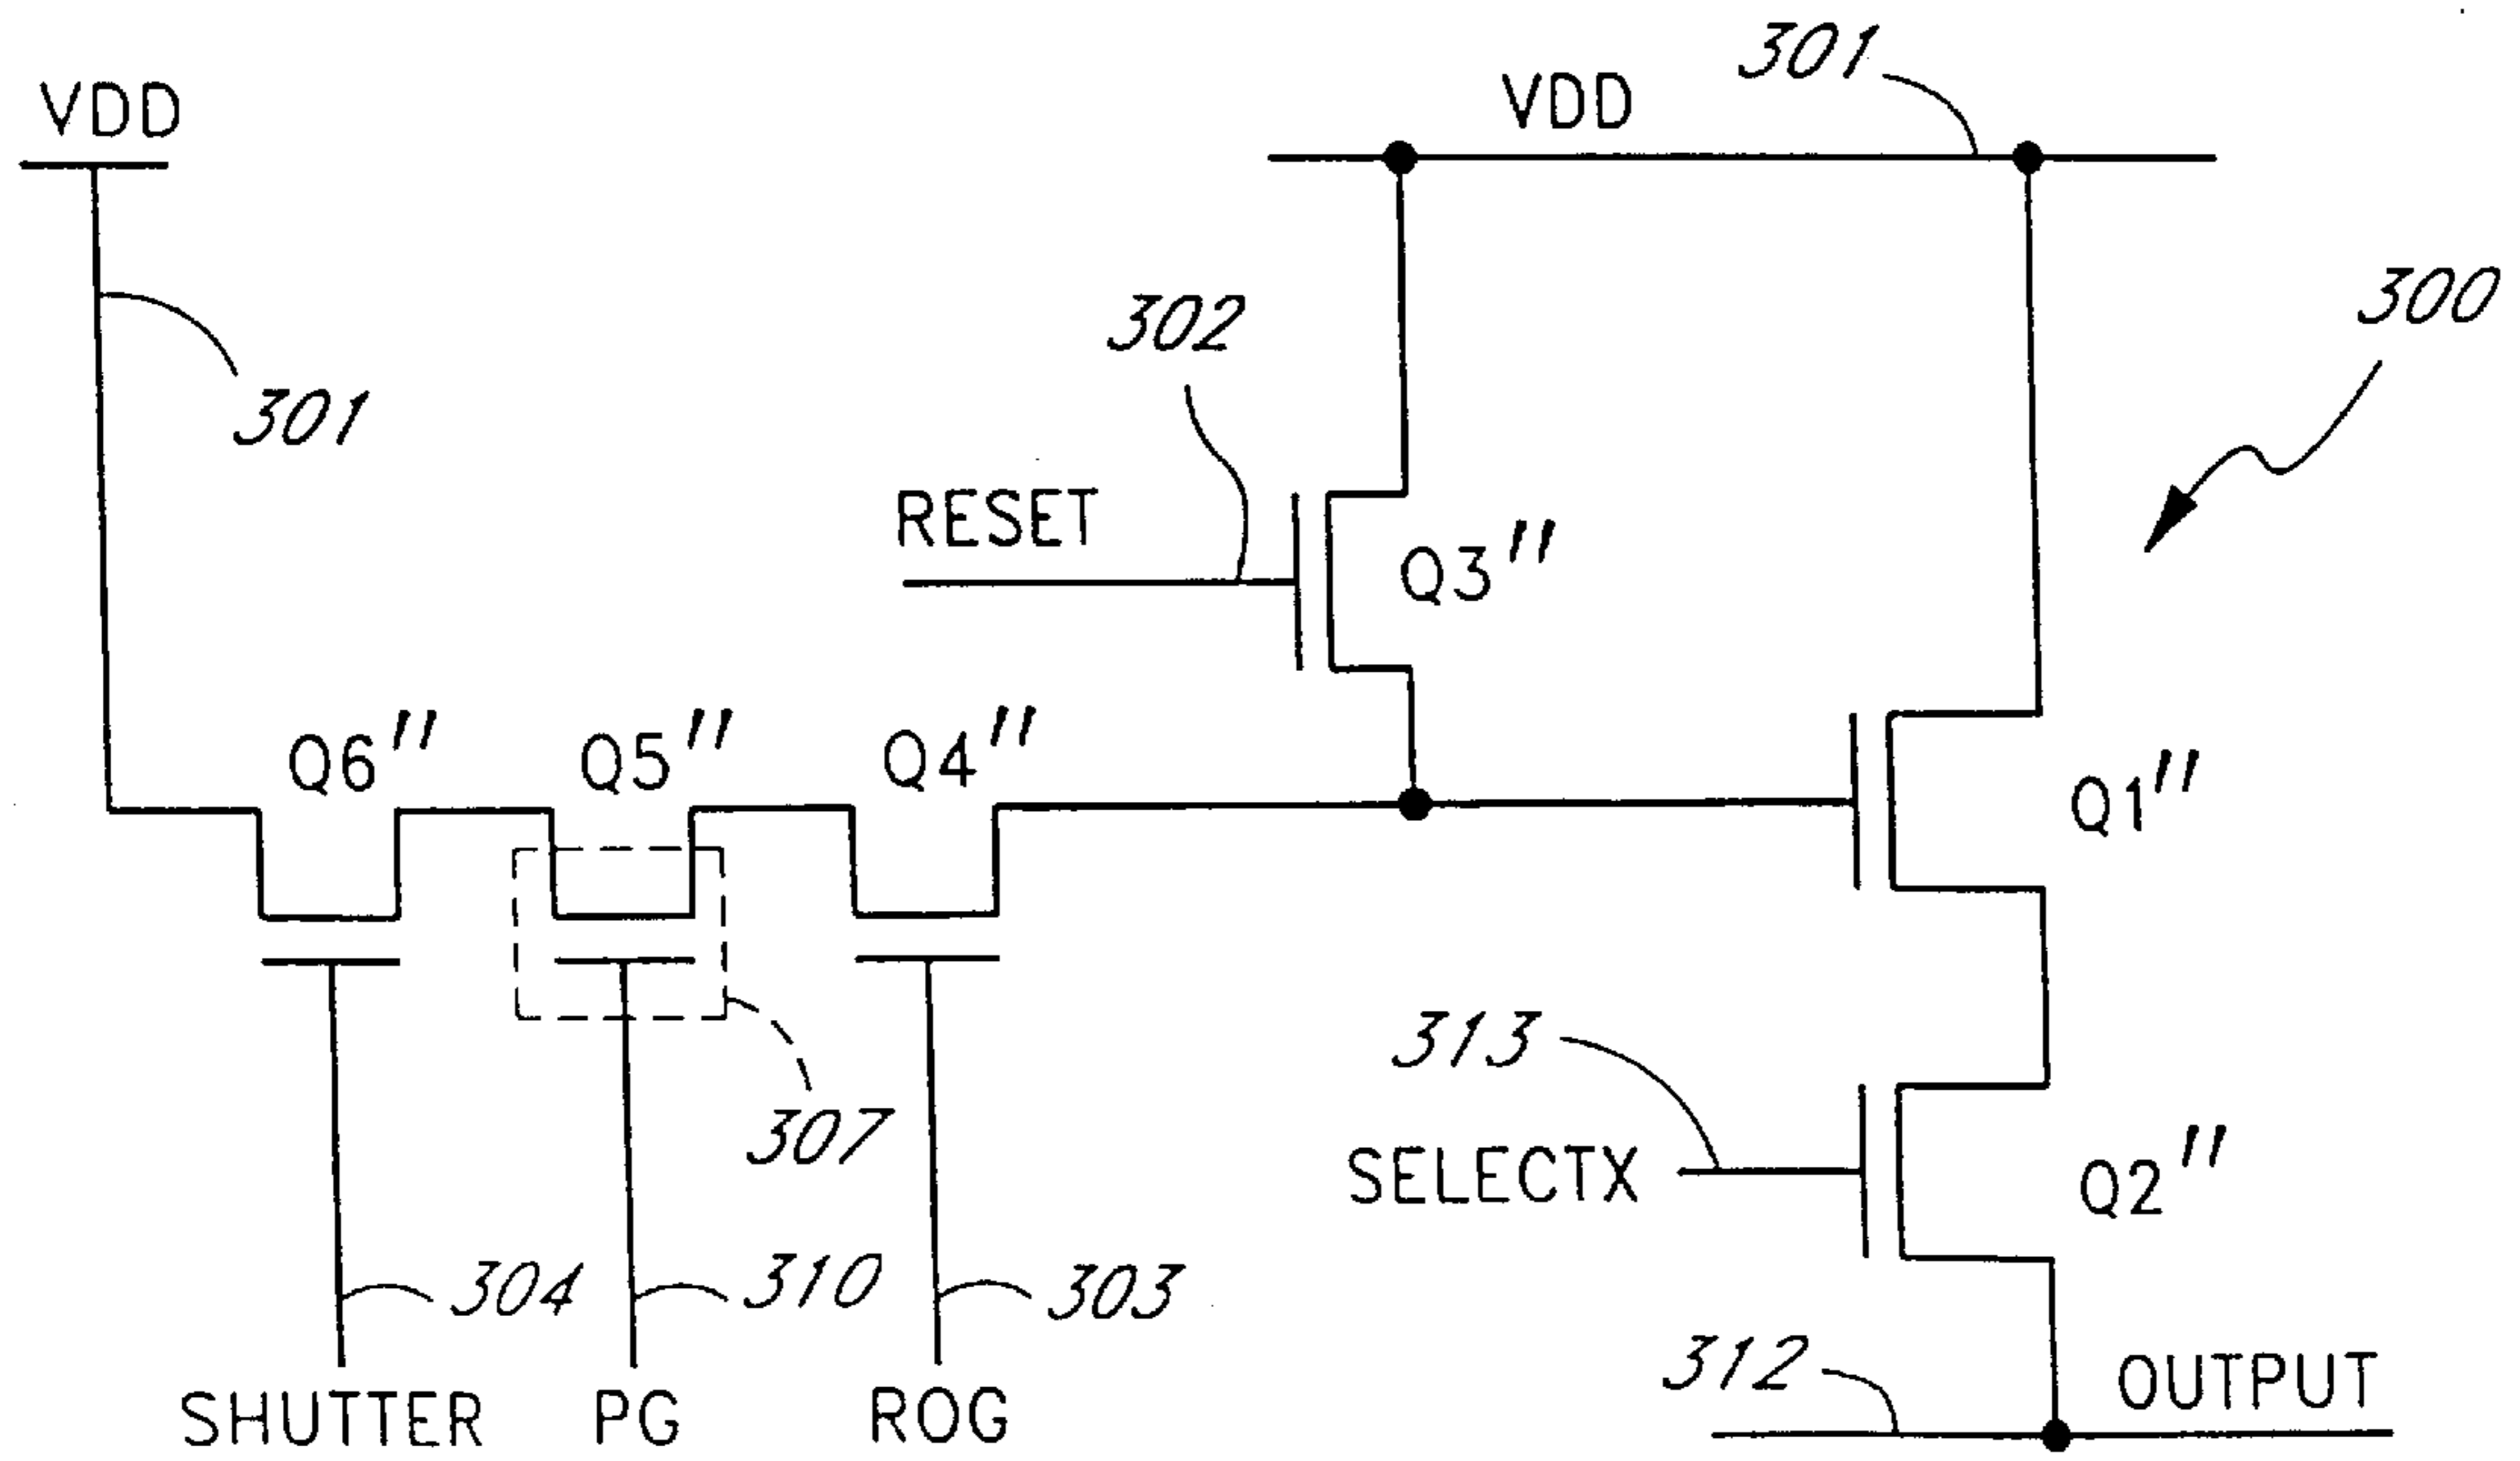 301
VDD
VDD
300
302
301
RESET
Q3"
Q6"
Q5"
Q4"
Q1"
313
307
SELECTX
Q2"
304
310
303
312
OUTPUT
SHUTTER
PG
ROG